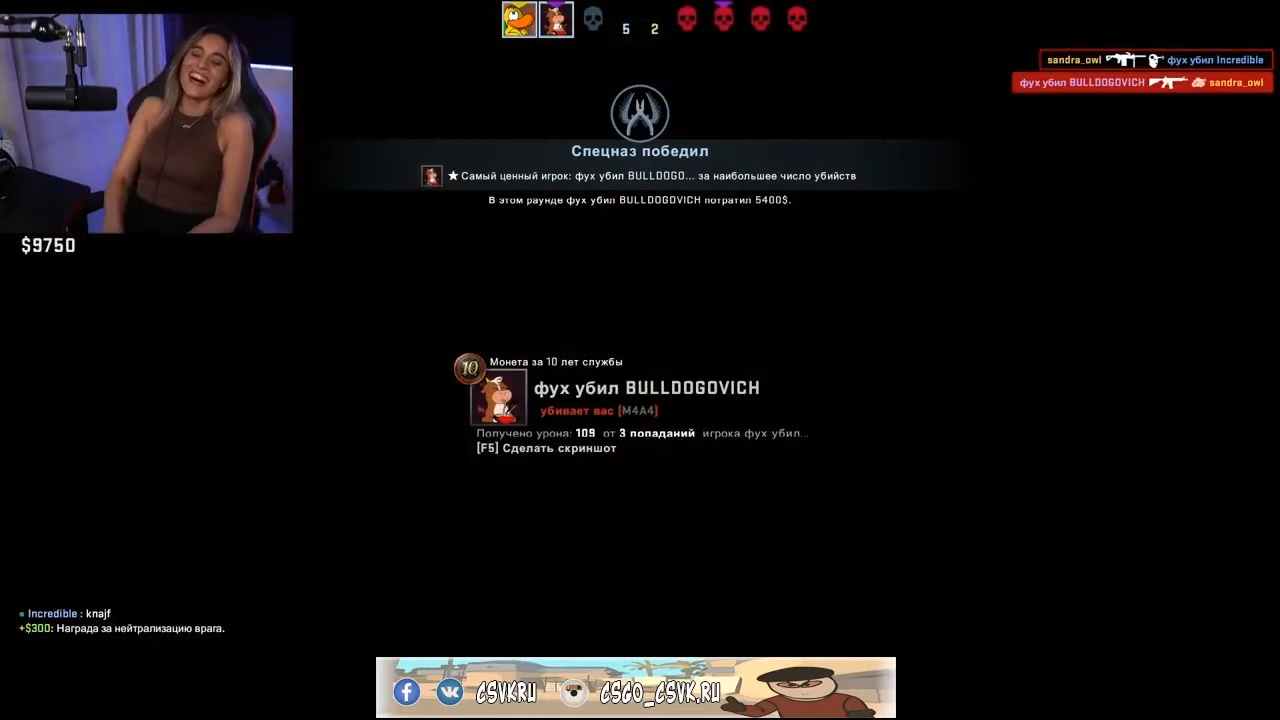 5 2
sandra_owl фух убил Incredible
фух убил BULLDOGOVICH sandra_owl
Спецназ победил
★ Самый ценный игрок: фух убил BULLDOGO... за наибольшее число убийств
В этом раунде фух убил BULLDOGOVICH потратил 5400$.
$9750
10 Монета за 10 лет службы
фух убил BULLDOGOVICH
убивает вас [M4A4]
Получено урона: 109 от 3 попаданий игрока фух убил...
[F5] Сделать скриншот
Incredible : knajf
+$300: Награда за нейтрализацию врага.
CSVKRU CSGO_CSVK.RU